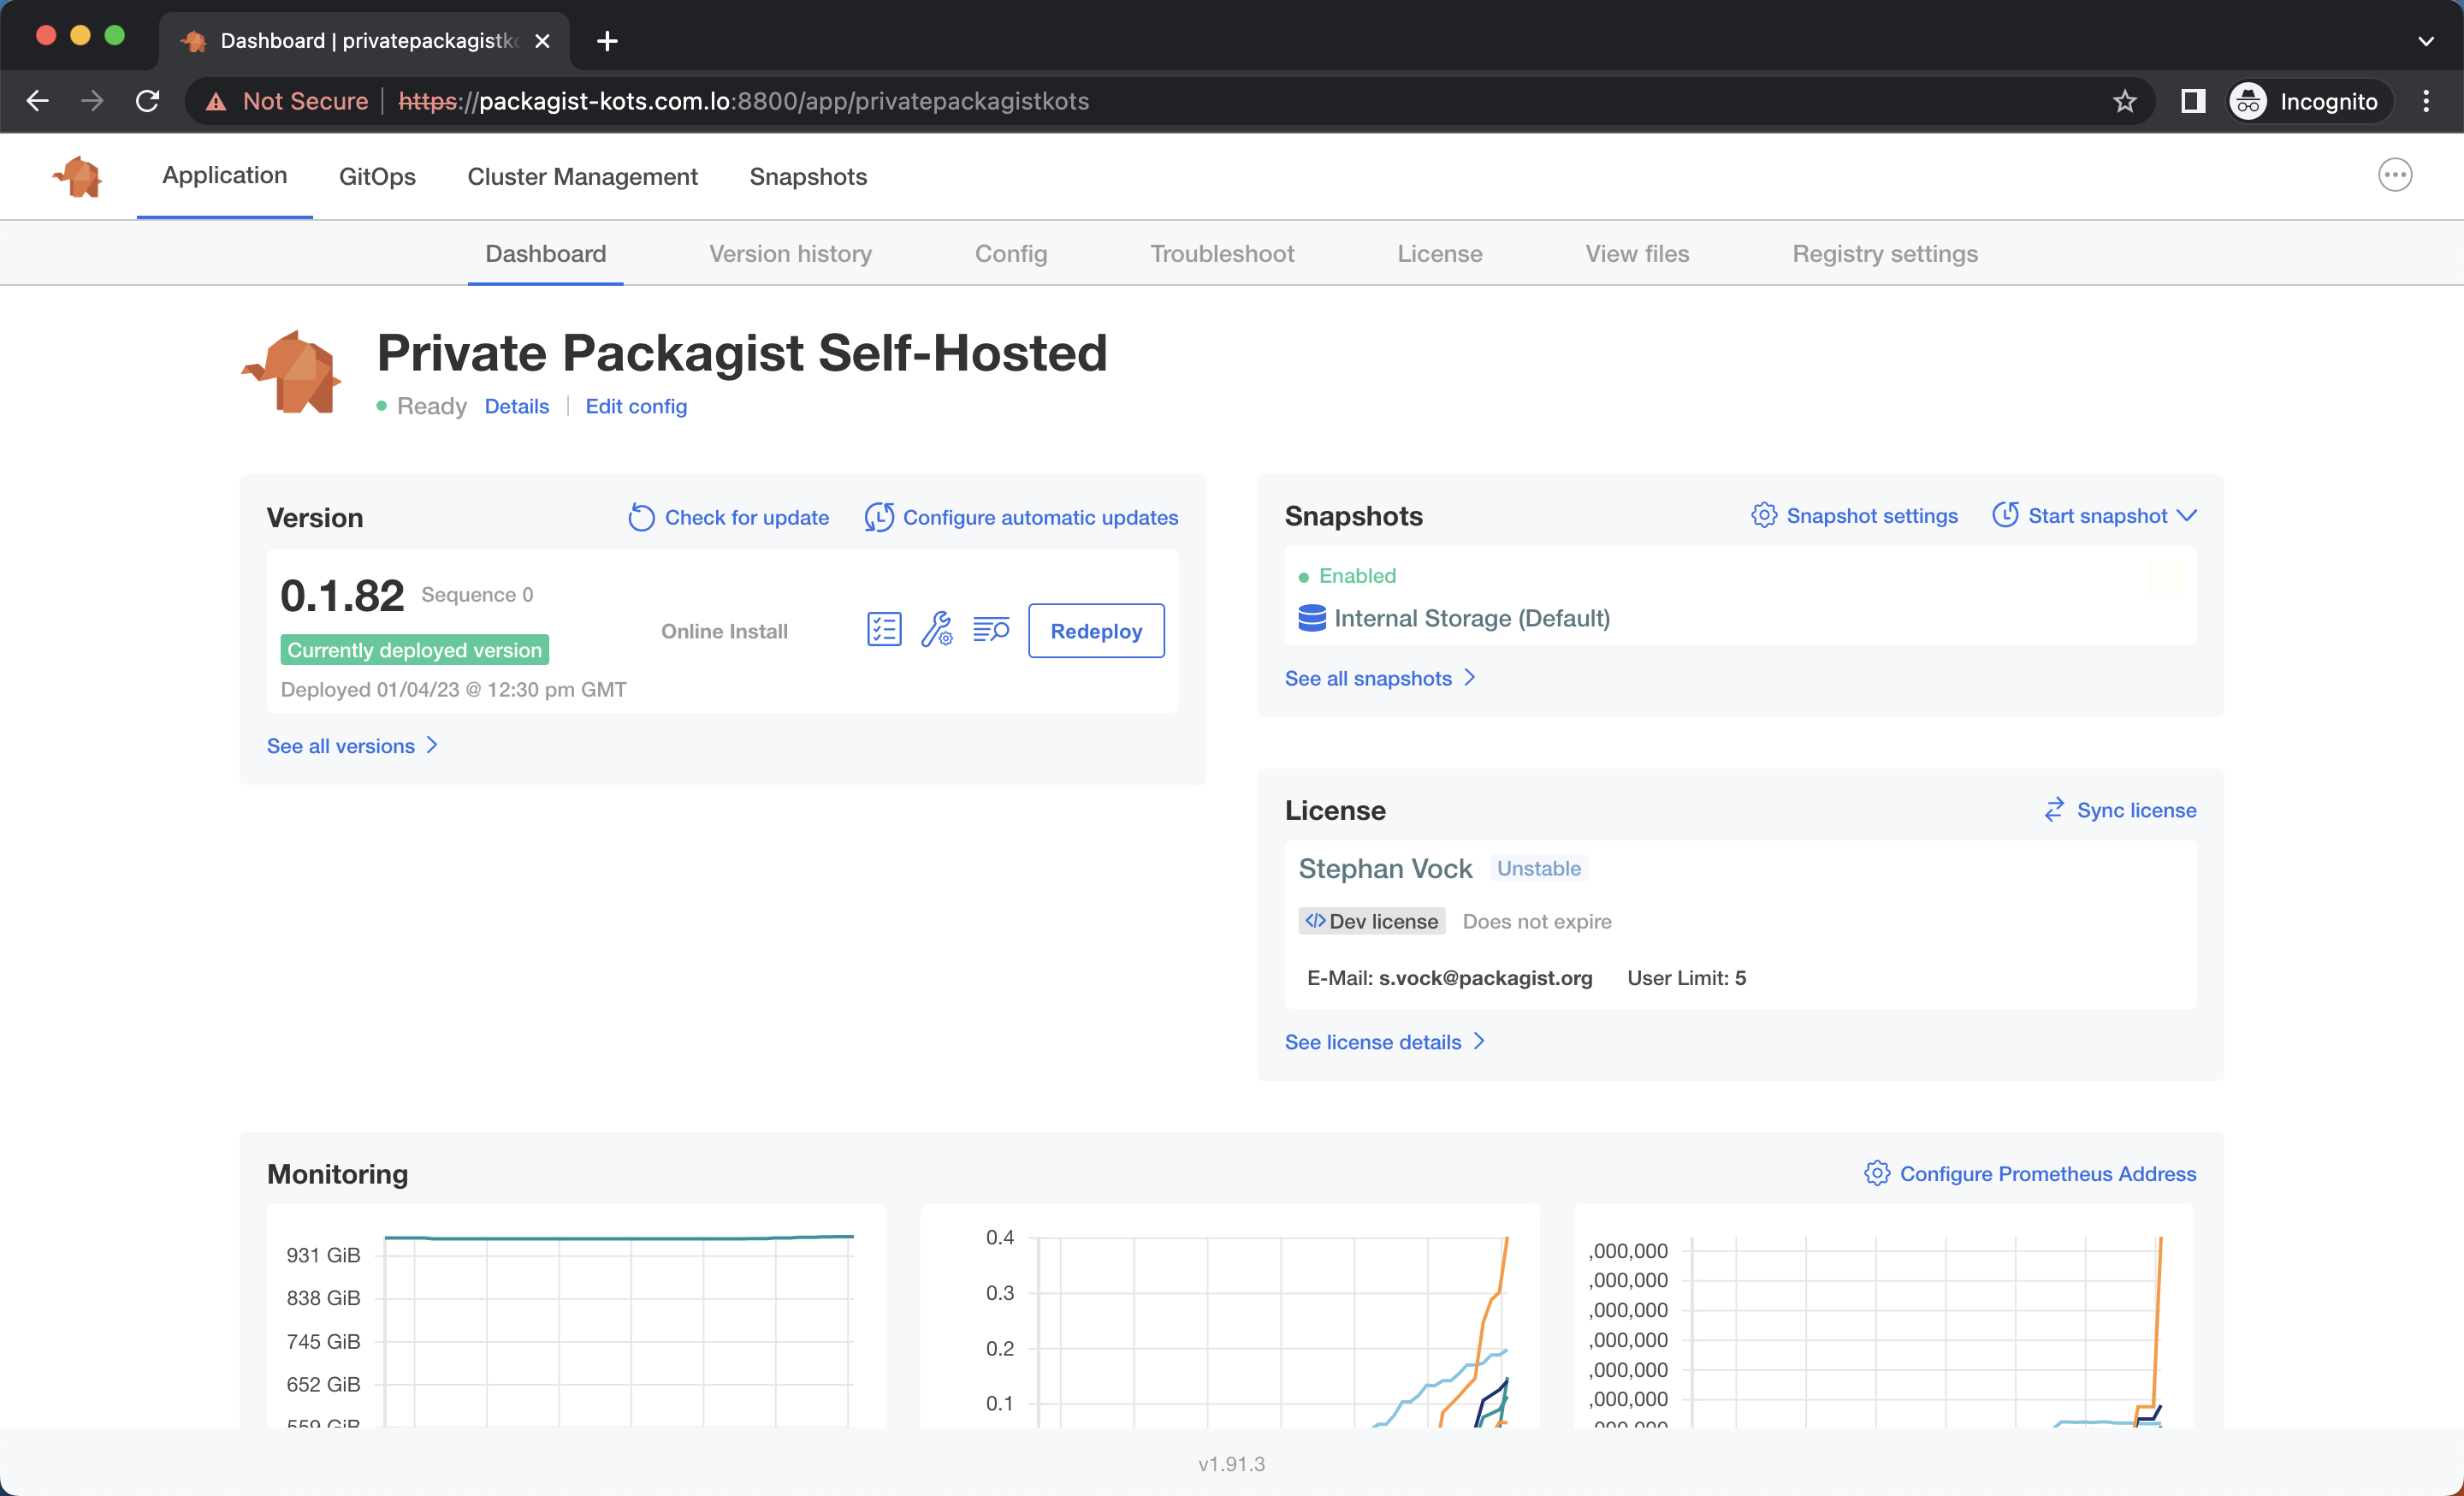 Dashboard | privatepackagistko
Not Secure https://packagist-kots.com.lo:8800/app/privatepackagistkots Incognito
Application GitOps Cluster Management Snapshots
Dashboard Version history Config Troubleshoot License View files Registry settings
Private Packagist Self-Hosted
Ready Details Edit config
Version Check for update Configure automatic updates
0.1.82 Sequence 0
Currently deployed version
Deployed 01/04/23 @ 12:30 pm GMT
Online Install
Redeploy
See all versions
Snapshots Snapshot settings Start snapshot
Enabled
Internal Storage (Default)
See all snapshots
License Sync license
Stephan Vock Unstable
Dev license Does not expire
E-Mail: s.vock@packagist.org User Limit: 5
See license details
Monitoring Configure Prometheus Address
931 GiB
838 GiB
745 GiB
652 GiB
559 GiB
0.4
0.3
0.2
0.1
,000,000
,000,000
,000,000
,000,000
,000,000
,000,000
,000,000
v1.91.3